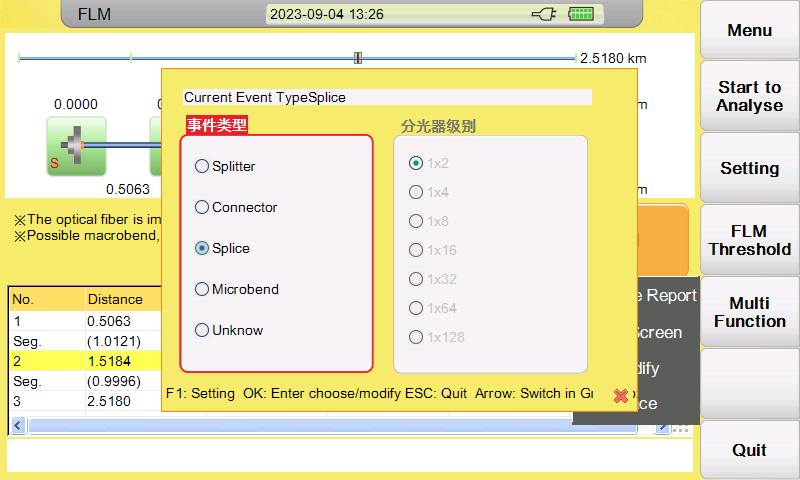 FLM
2023-09-04 13:26
2.5180 km
Current Event TypeSplice
事件类型
分光器级别
Splitter
Connector
Splice
Microbend
Unknow
1x2
1x4
1x8
1x16
1x32
1x64
1x128
F1: Setting OK: Enter choose/modify ESC: Quit Arrow: Switch in Gr
0.0000
S
0.5063
※The optical fiber is im
※Possible macrobend,
No. Distance
1 0.5063
Seg. (1.0121)
2 1.5184
Seg. (0.9996)
3 2.5180
e Report
Screen
dify
ce
Menu
Start to
Analyse
Setting
FLM
Threshold
Multi
Function
Quit